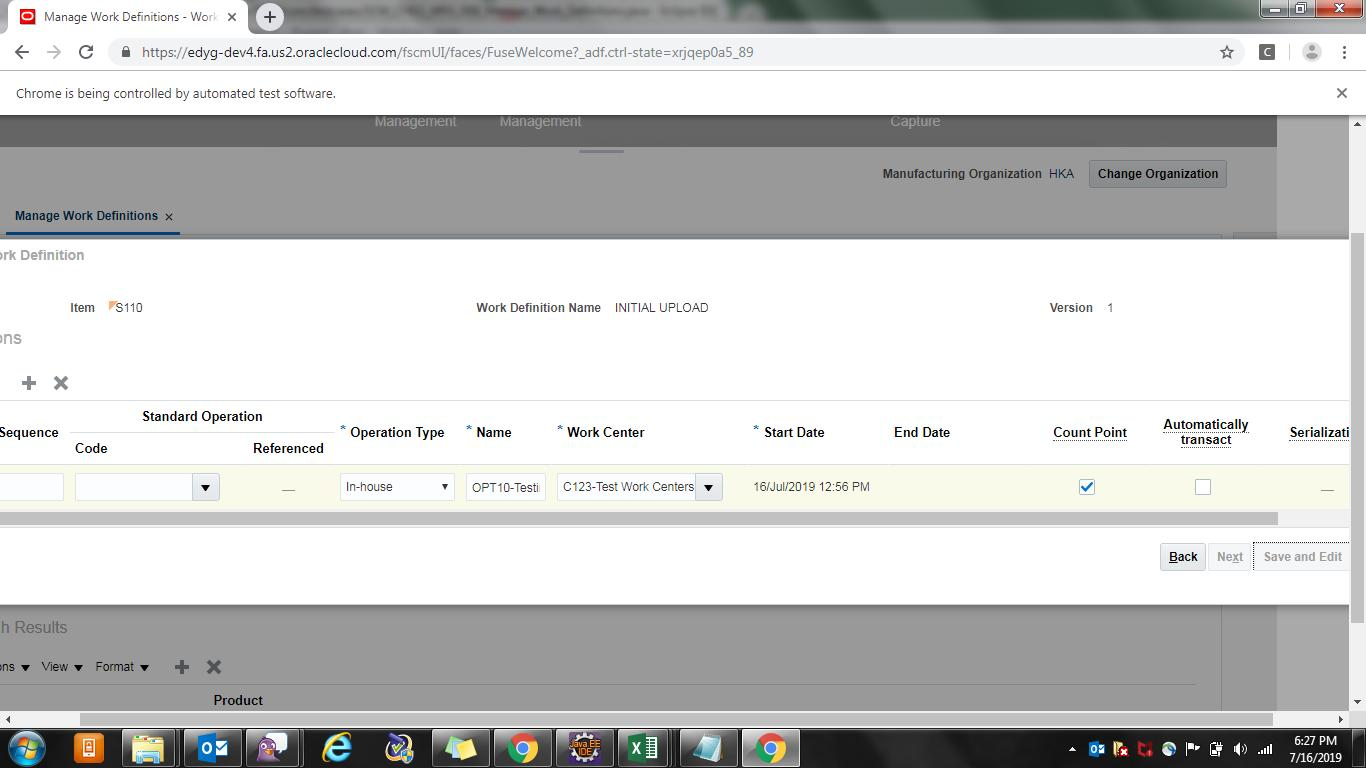 Manage Work Definitions - Work
https://edyg-dev4.fa.us2.oraclecloud.com/fscmUI/faces/FuseWelcome?_adf.ctrl-state=xrjqep0a5_89
C
Chrome is being controlled by automated test software.
Management Management Capture
Manufacturing Organization HKA Change Organization
Manage Work Definitions
ork Definition
Item S110 Work Definition Name INITIAL UPLOAD Version 1
ons
Standard Operation
Sequence Code Referenced * Operation Type * Name * Work Center * Start Date End Date Count Point Automatically transact Serializati
In-house OPT10-Testi C123-Test Work Centers 16/Jul/2019 12:56 PM
Back Next Save and Edit
h Results
ons View Format
Product
Java EE IDE
6:27 PM
7/16/2019